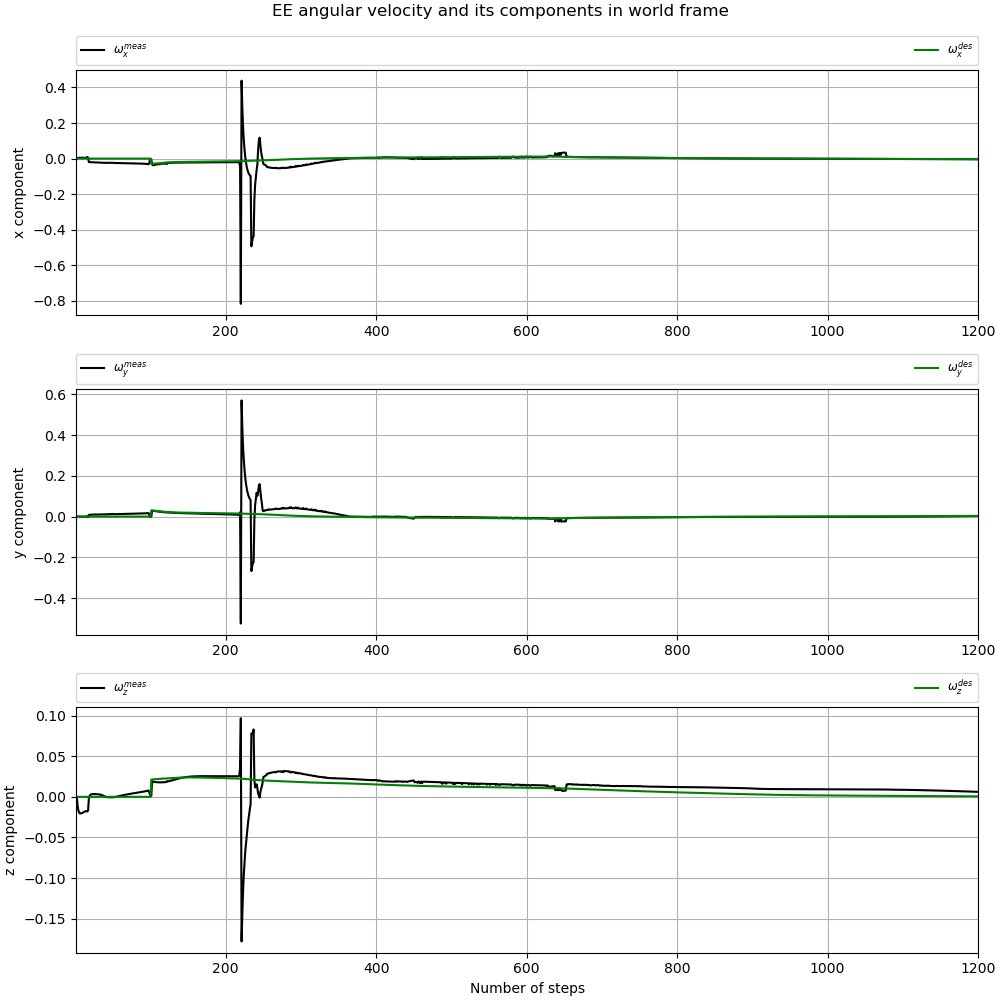 EE angular velocity and its components in world frame
ω_x^meas ω_x^des
0.4
0.2
0.0
−0.2
−0.4
−0.6
−0.8
x component
200 400 600 800 1000 1200
ω_y^meas ω_y^des
0.6
0.4
0.2
0.0
−0.2
−0.4
y component
200 400 600 800 1000 1200
ω_z^meas ω_z^des
0.10
0.05
0.00
−0.05
−0.10
−0.15
z component
200 400 600 800 1000 1200
Number of steps